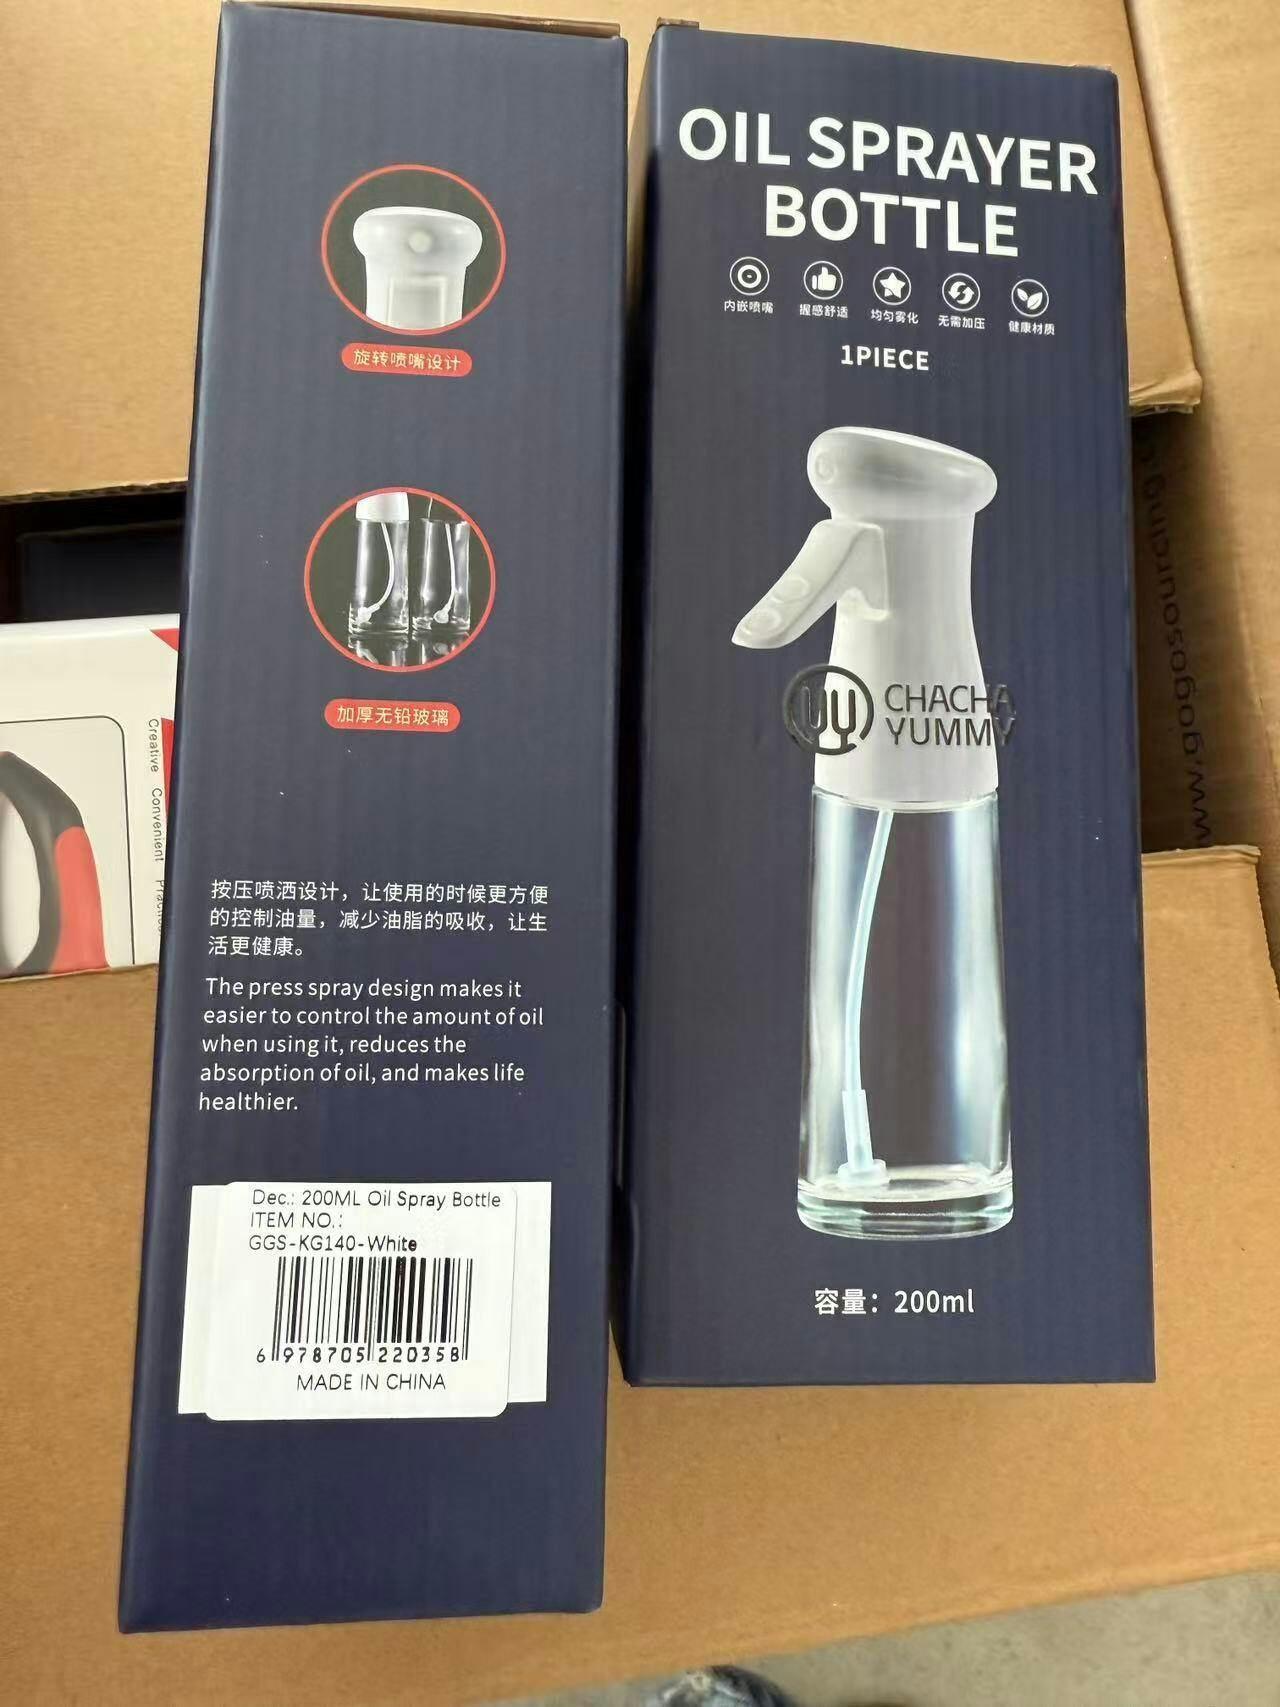 旋转喷嘴设计
加厚无铅玻璃
按压喷洒设计，让使用的时候更方便
的控制油量，减少油脂的吸收，让生
活更健康。
The press spray design makes it
easier to control the amount of oil
when using it, reduces the
absorption of oil, and makes life
healthier.
Dec.: 200ML Oil Spray Bottle
ITEM NO.:
GGS-KG140-White
6 978705 220358
MADE IN CHINA
OIL SPRAYER
BOTTLE
内嵌喷嘴 握感舒适 均匀雾化 无需加压 健康材质
1PIECE
CHACHA
YUMMY
容量：200ml
Creative Convenient
www.gogosourcing.